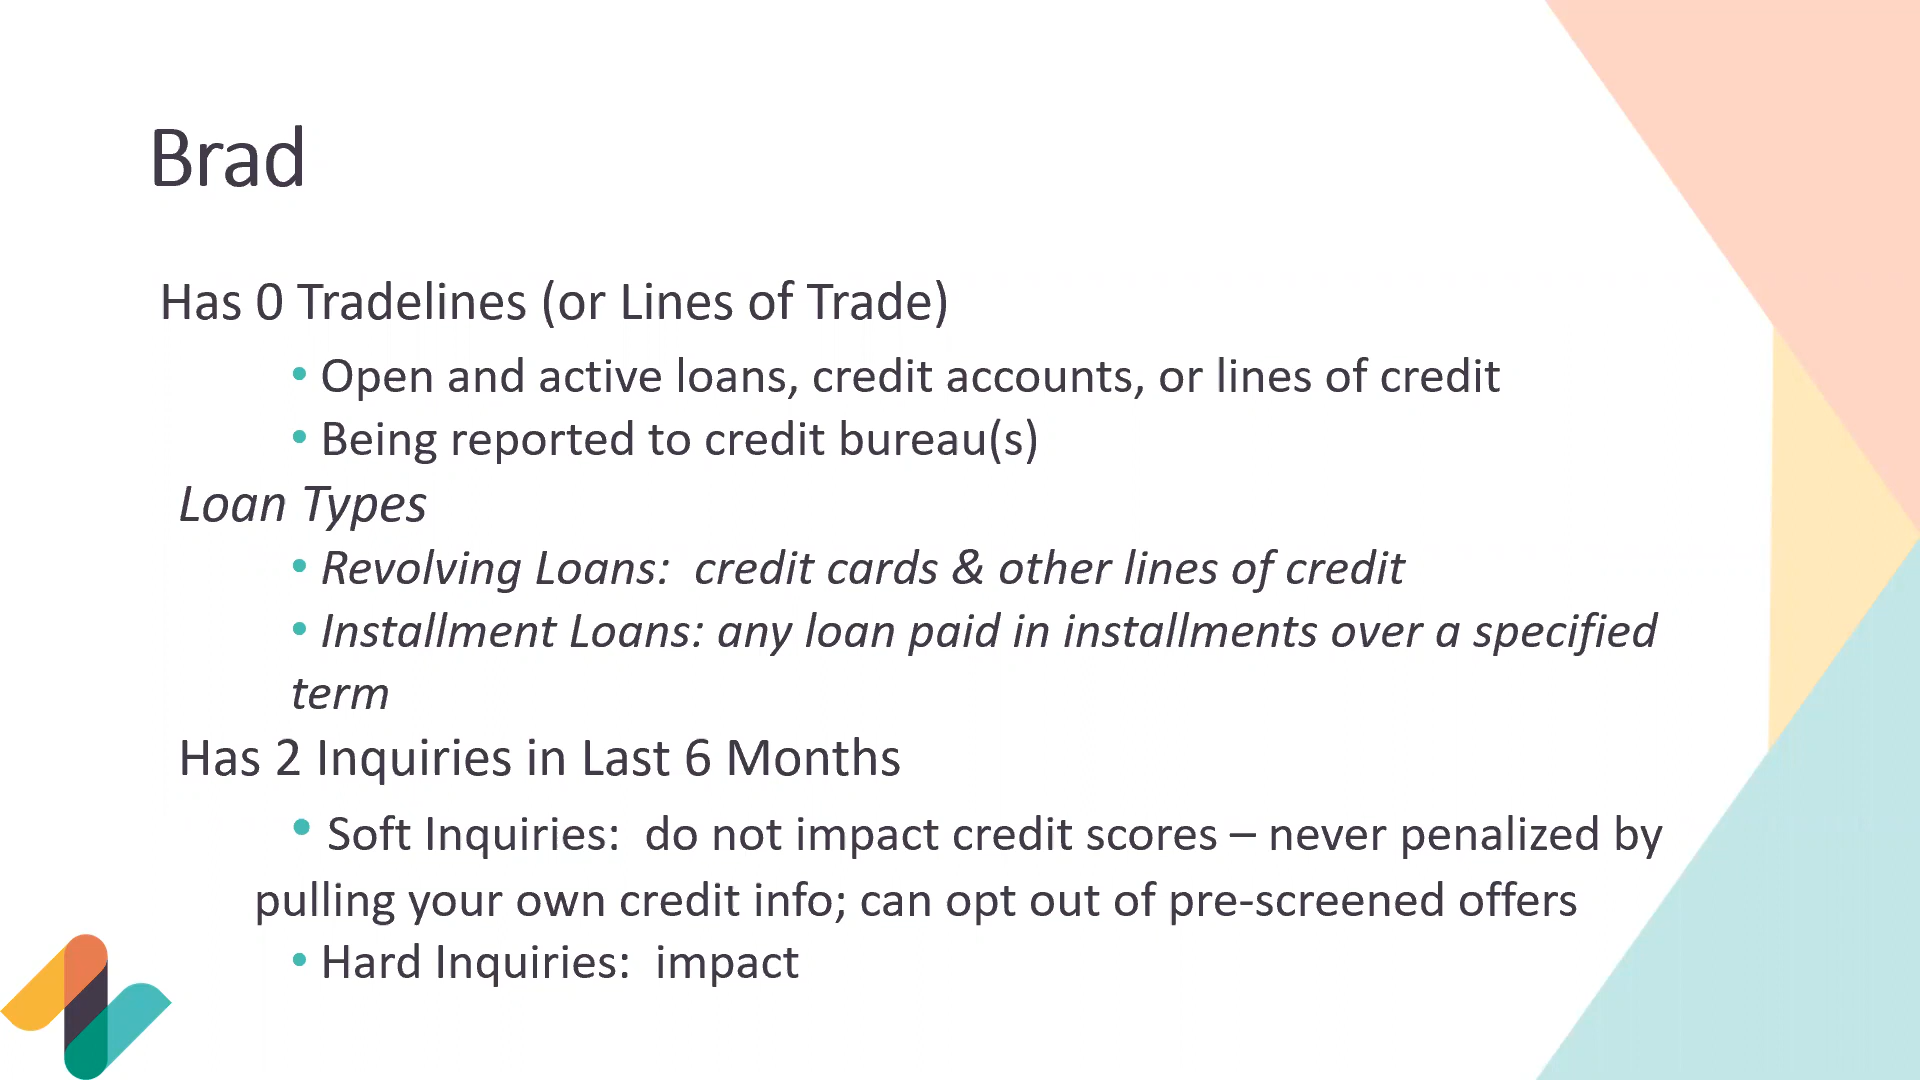 Brad
Has 0 Tradelines (or Lines of Trade)
• Open and active loans, credit accounts, or lines of credit
• Being reported to credit bureau(s)
Loan Types
• Revolving Loans:  credit cards & other lines of credit
• Installment Loans: any loan paid in installments over a specified
term
Has 2 Inquiries in Last 6 Months
• Soft Inquiries:  do not impact credit scores – never penalized by
pulling your own credit info; can opt out of pre-screened offers
• Hard Inquiries:  impact